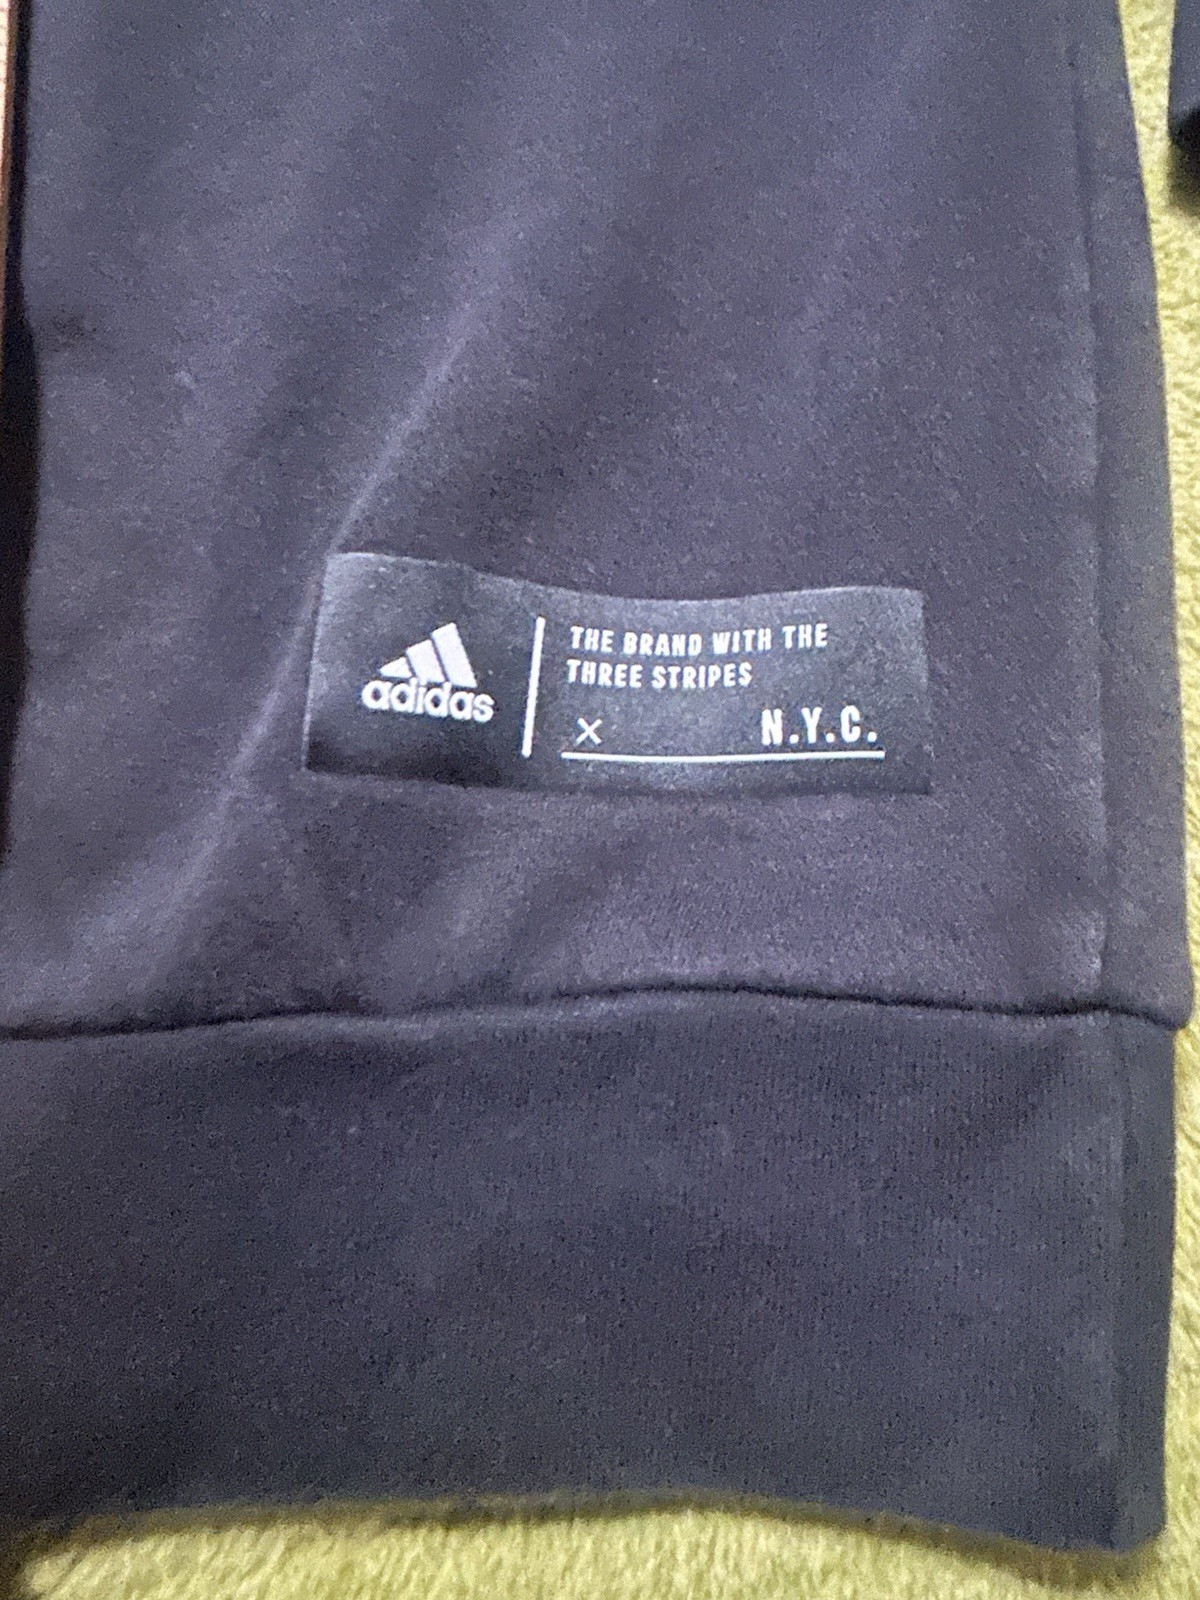 adidas
THE BRAND WITH THE
THREE STRIPES
X N.Y.C.